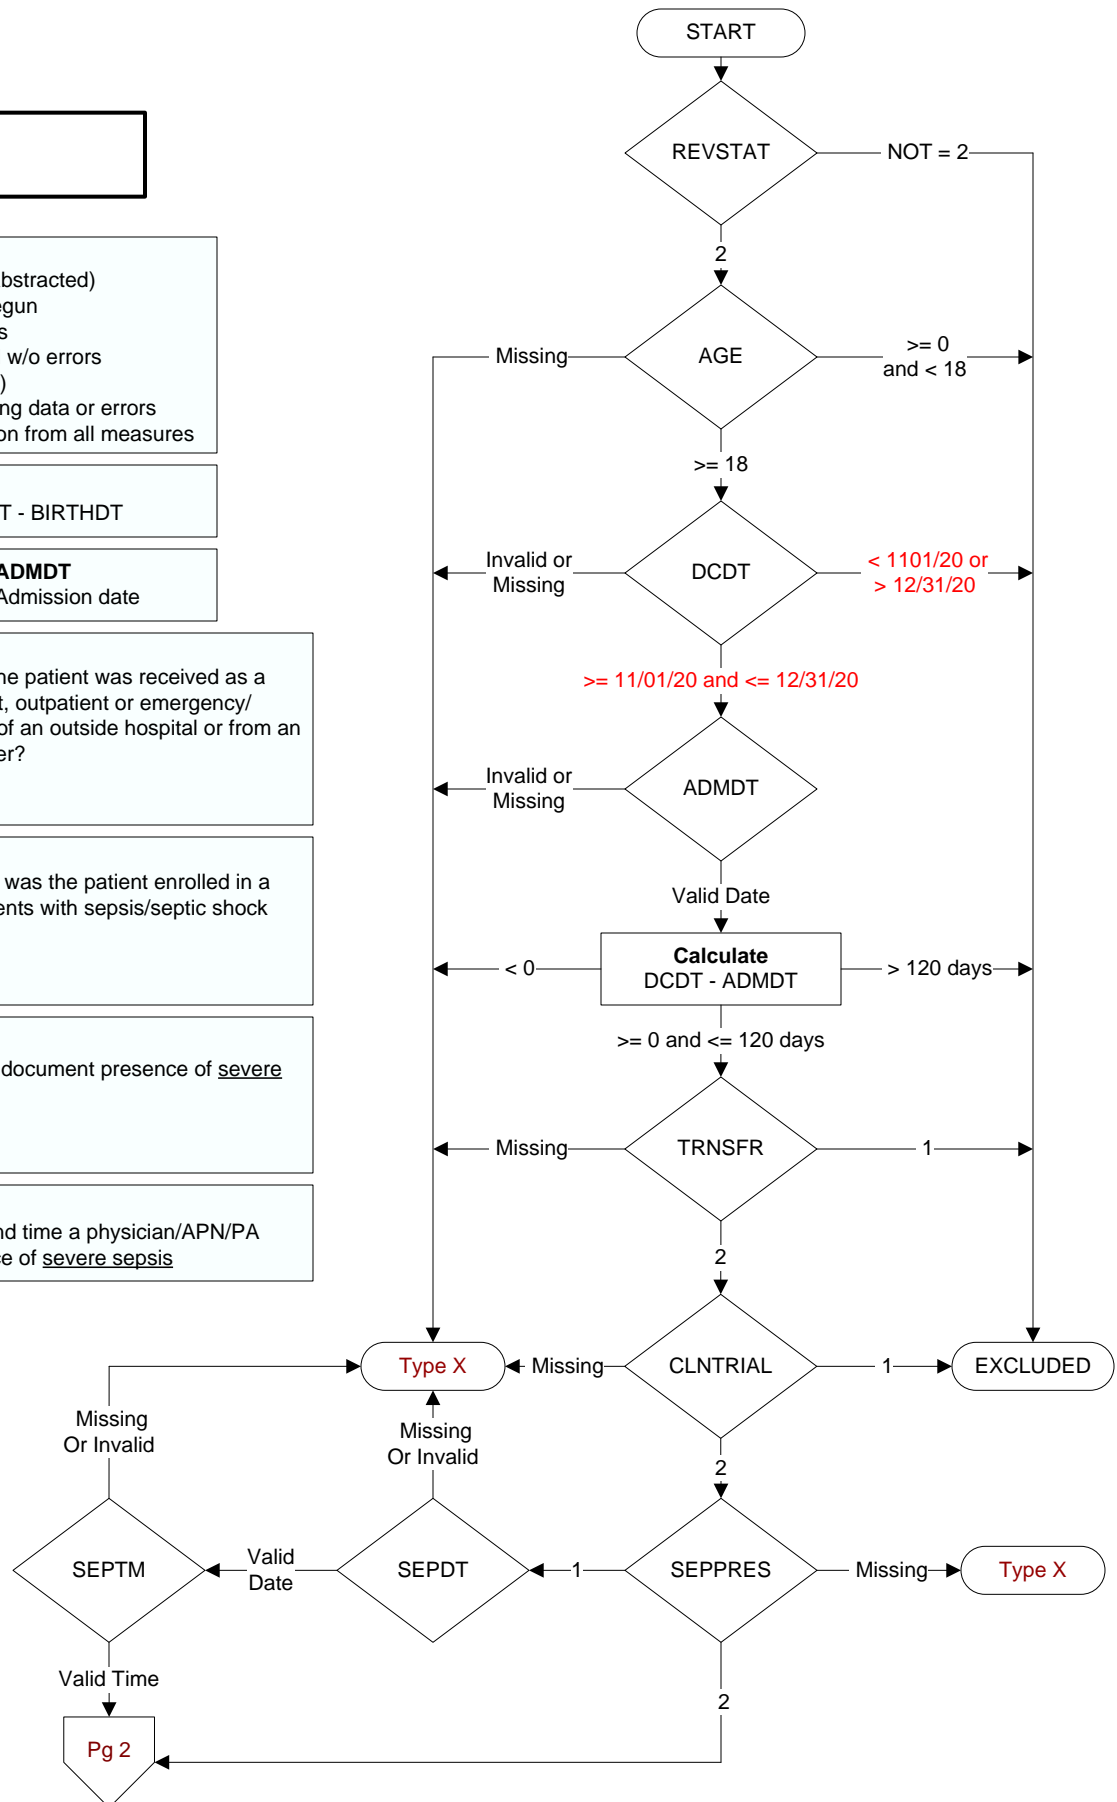 START
REVSTAT
NOT = 2
2
bstracted)
egun
s
w/o errors
)
ng data or errors
on from all measures
AGE
Missing
>= 0
and < 18
>= 18
T - BIRTHDT
DCDT
Invalid or
Missing
< 1101/20 or
> 12/31/20
ADMDT
Admission date
>= 11/01/20 and <= 12/31/20
he patient was received as a
t, outpatient or emergency/
of an outside hospital or from an
er?
ADMDT
Invalid or
Missing
Valid Date
was the patient enrolled in a
ents with sepsis/septic shock
Calculate
DCDT - ADMDT
< 0
> 120 days
>= 0 and <= 120 days
document presence of severe
TRNSFR
Missing
1
2
nd time a physician/APN/PA
ce of severe sepsis
Type X
Missing
CLNTRIAL
1
EXCLUDED
Missing
Or Invalid
Missing
Or Invalid
2
SEPTM
Valid
Date
SEPDT
1
SEPPRES
Missing
Type X
Valid Time
2
Pg 2